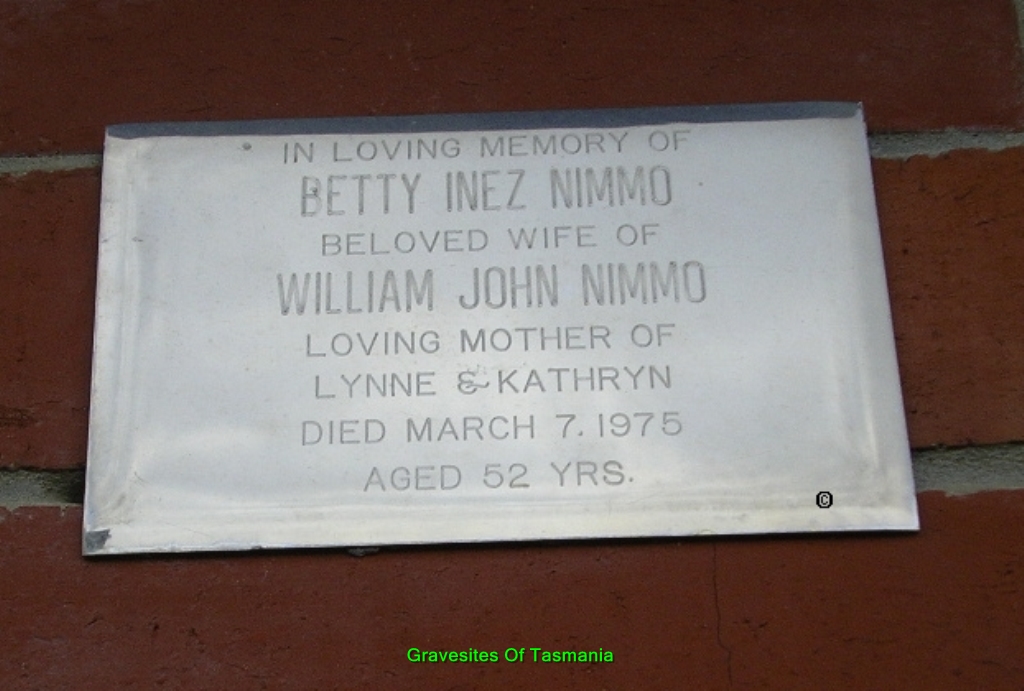 IN LOVING MEMORY OF
BETTY INEZ NIMMO
BELOVED WIFE OF
WILLIAM JOHN NIMMO
LOVING MOTHER OF
LYNNE & KATHRYN
DIED MARCH 7. 1975
AGED 52 YRS.
©
Gravesites Of Tasmania